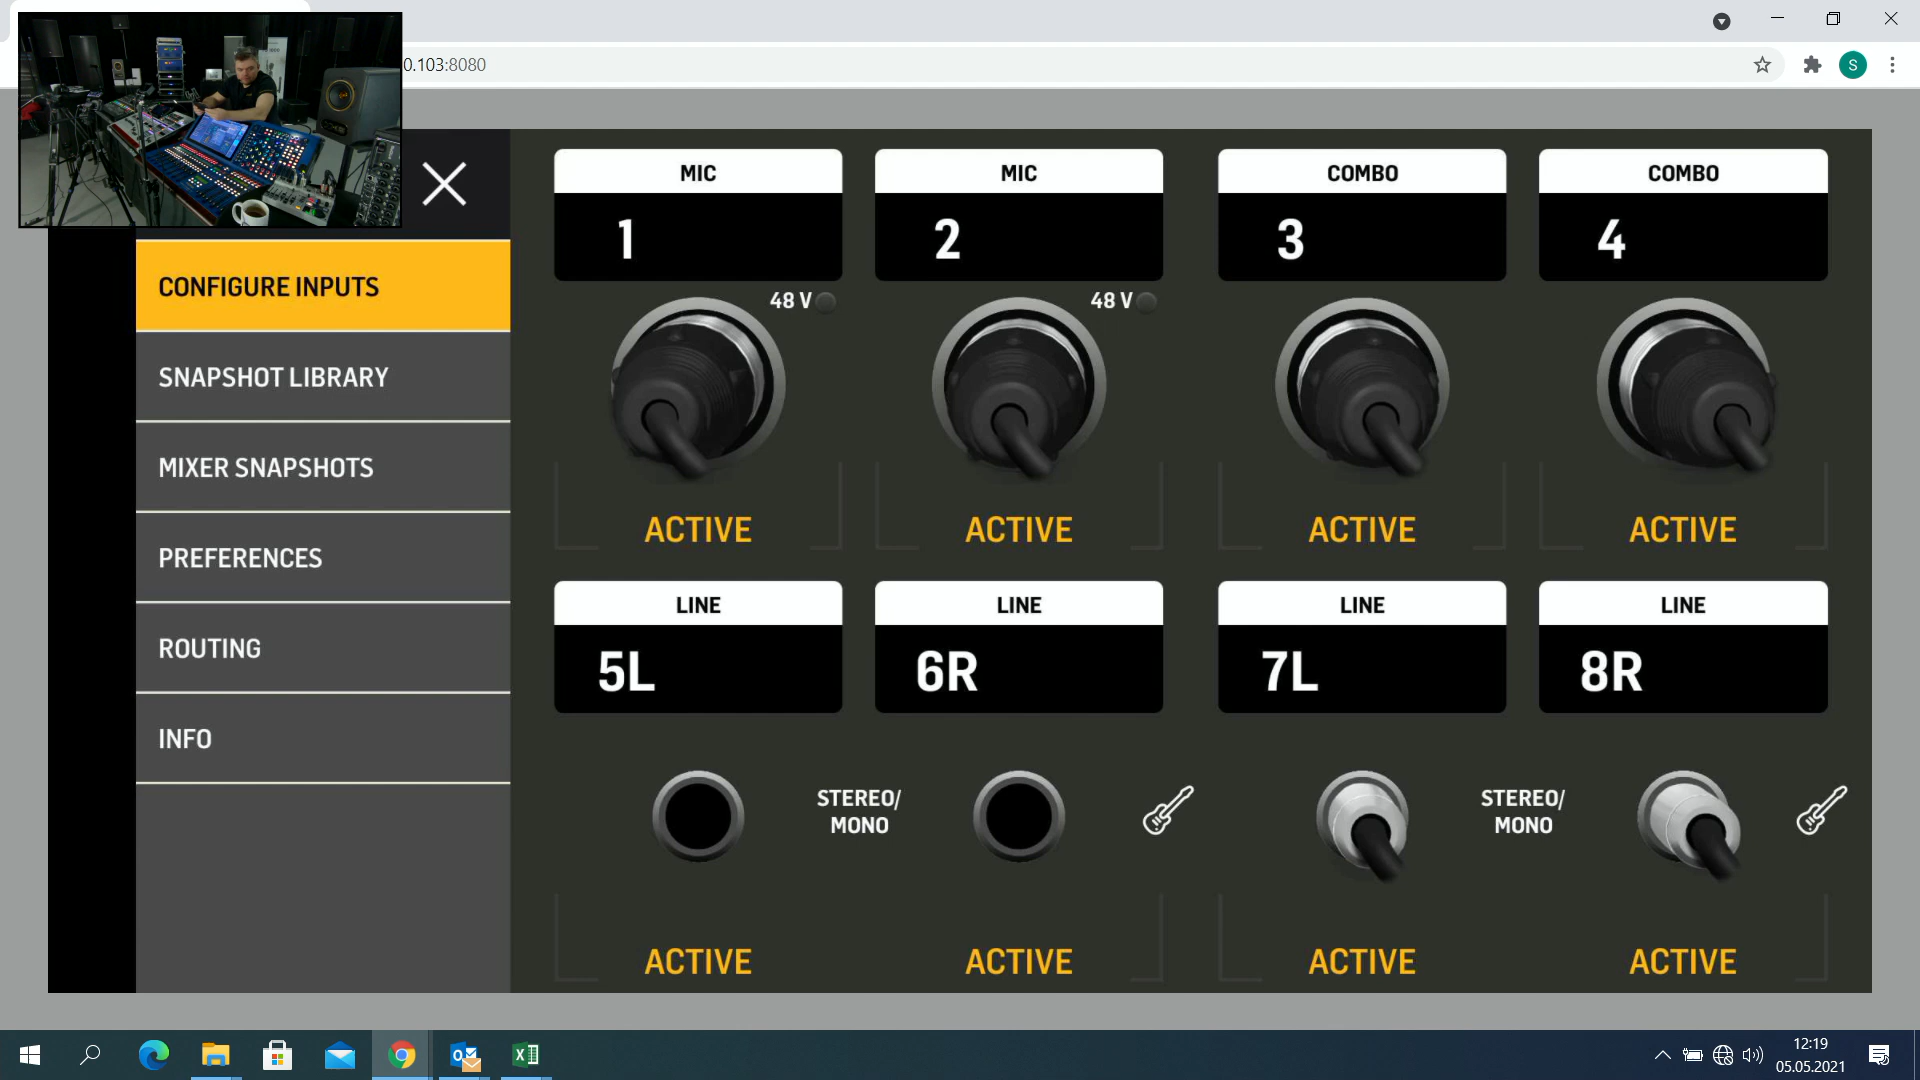 0.103:8080
S
MIC
MIC
COMBO
COMBO
1
2
3
4
48 V
48 V
CONFIGURE INPUTS
SNAPSHOT LIBRARY
MIXER SNAPSHOTS
PREFERENCES
ROUTING
INFO
ACTIVE
ACTIVE
ACTIVE
ACTIVE
LINE
LINE
LINE
LINE
5L
6R
7L
8R
STEREO/
MONO
STEREO/
MONO
ACTIVE
ACTIVE
ACTIVE
ACTIVE
12:19
05.05.2021